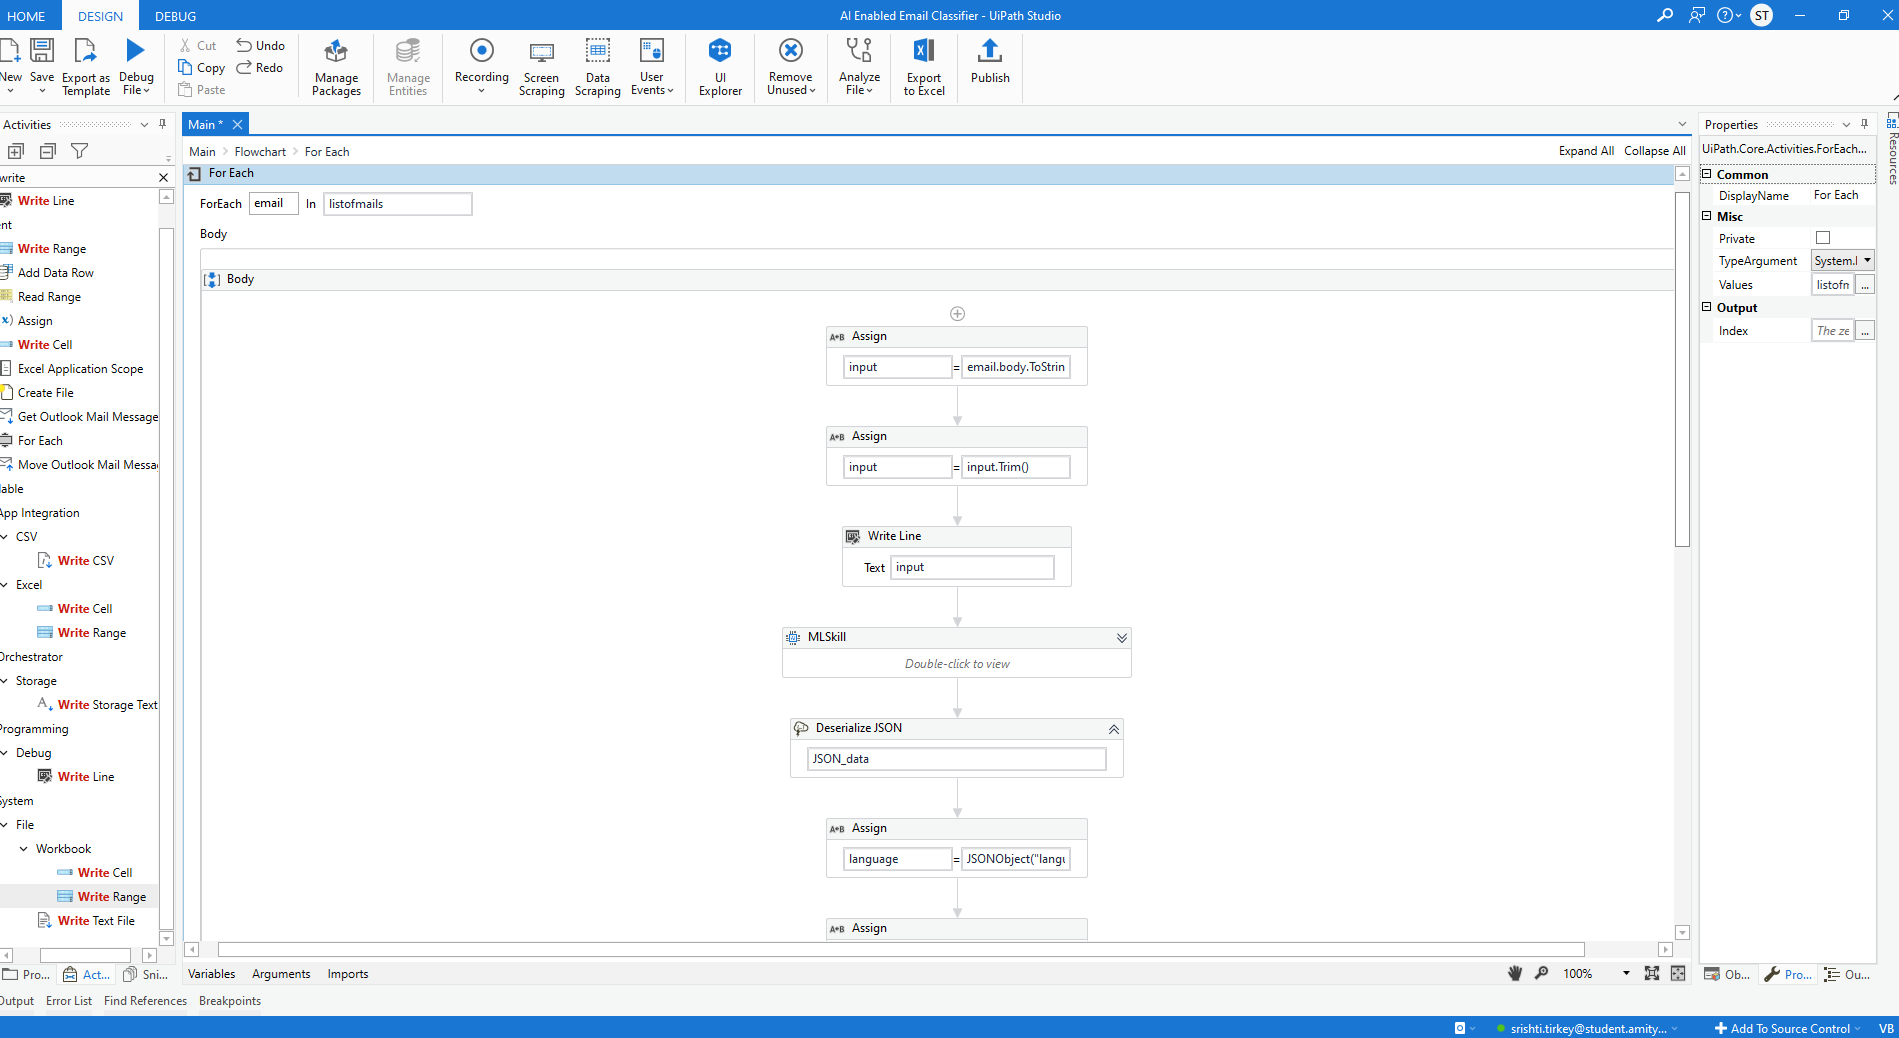 HOME DESIGN DEBUG
AI Enabled Email Classifier - UiPath Studio
ST
New
Save
Export as
Template
Debug
File
Cut
Copy
Paste
Undo
Redo
Manage
Packages
Manage
Entities
Recording
Screen
Scraping
Data
Scraping
User
Events
UI
Explorer
Remove
Unused
Analyze
File
Export
to Excel
Publish
Activities
write
Write Line
ent
Write Range
Add Data Row
Read Range
Assign
Write Cell
Excel Application Scope
Create File
Get Outlook Mail Message
For Each
Move Outlook Mail Messa
App Integration
CSV
Write CSV
Excel
Write Cell
Write Range
Orchestrator
Storage
Write Storage Text
Programming
Debug
Write Line
System
File
Workbook
Write Cell
Write Range
Write Text File
Pro... Act... Sni...
Main *
Main > Flowchart > For Each
Expand All Collapse All
For Each
ForEach email In listofmails
Body
Body
A+B Assign
input = email.body.ToStrin
A+B Assign
input = input.Trim()
Write Line
Text input
MLSkill
Double-click to view
Deserialize JSON
JSON_data
A+B Assign
language = JSONObject("langu
A+B Assign
Variables Arguments Imports
100%
Properties
UiPath.Core.Activities.ForEach...
Common
DisplayName For Each
Misc
Private
TypeArgument System.
Values listofm ...
Output
Index The ze ...
Resources
Ob... Pro... Ou...
Output Error List Find References Breakpoints
srishti.tirkey@student.amity...
Add To Source Control
VB